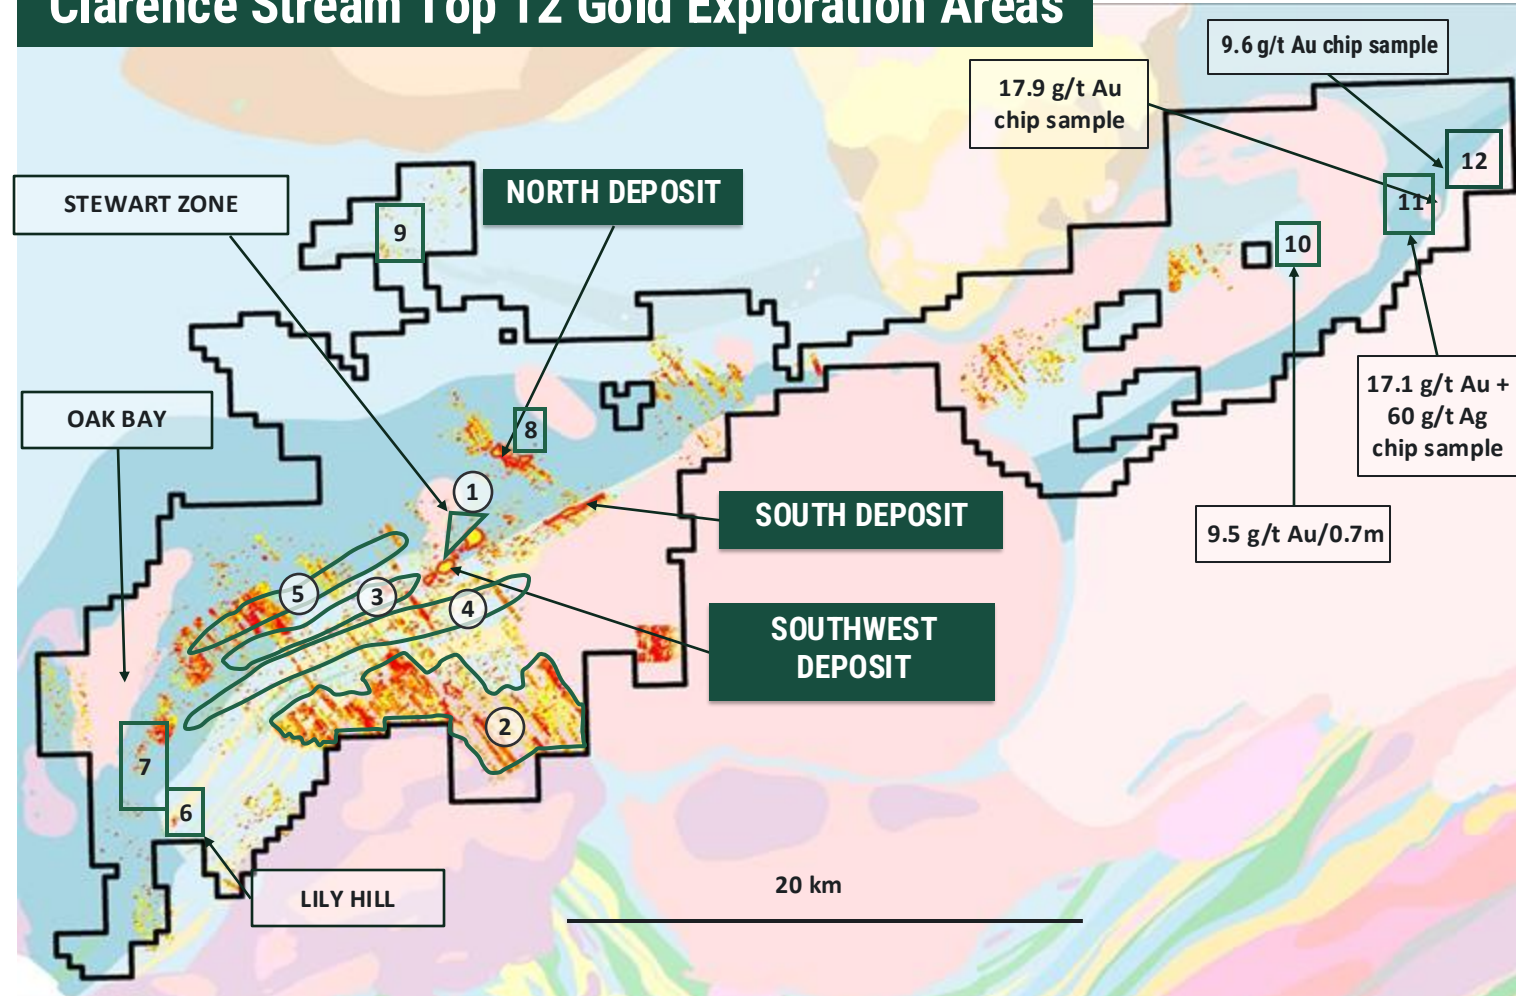 Clarence Stream Top 12 Gold Exploration Areas
9.6 g/t Au chip sample
17.9 g/t Au
chip sample
12
11
10
STEWART ZONE
NORTH DEPOSIT
9
OAK BAY
8
17.1 g/t Au +
60 g/t Ag
chip sample
1
SOUTH DEPOSIT
9.5 g/t Au/0.7m
5
3
4
SOUTHWEST
DEPOSIT
2
7
6
LILY HILL
20 km